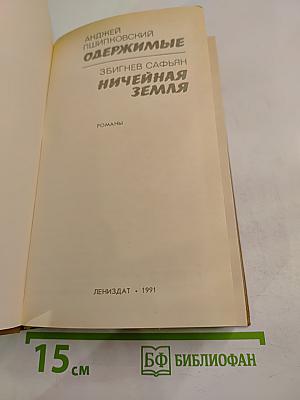 АНДЖЕЙ
ПШИПКОВСКИЙ
ОДЕРЖИМЫЕ
ЗБИГНЕВ САФЬЯН
НИЧЕЙНАЯ
ЗЕМЛЯ
РОМАНЫ
ЛЕНИЗДАТ • 1991
15 см
БФ БИБЛИОФАН